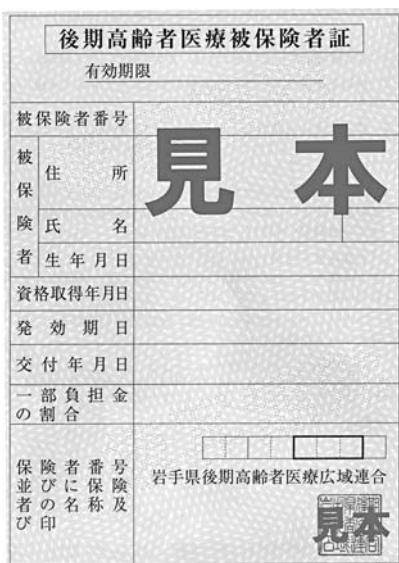 後期高齢者医療被保険者証
有効期限
被保険者番号
被保険者
住所
見本
氏名
生年月日
資格取得年月日
発効期日
交付年月日
一部負担金
の割合
保険者番号
並びに保険
者の名称及
び印
岩手県後期高齢者医療広域連合
見本